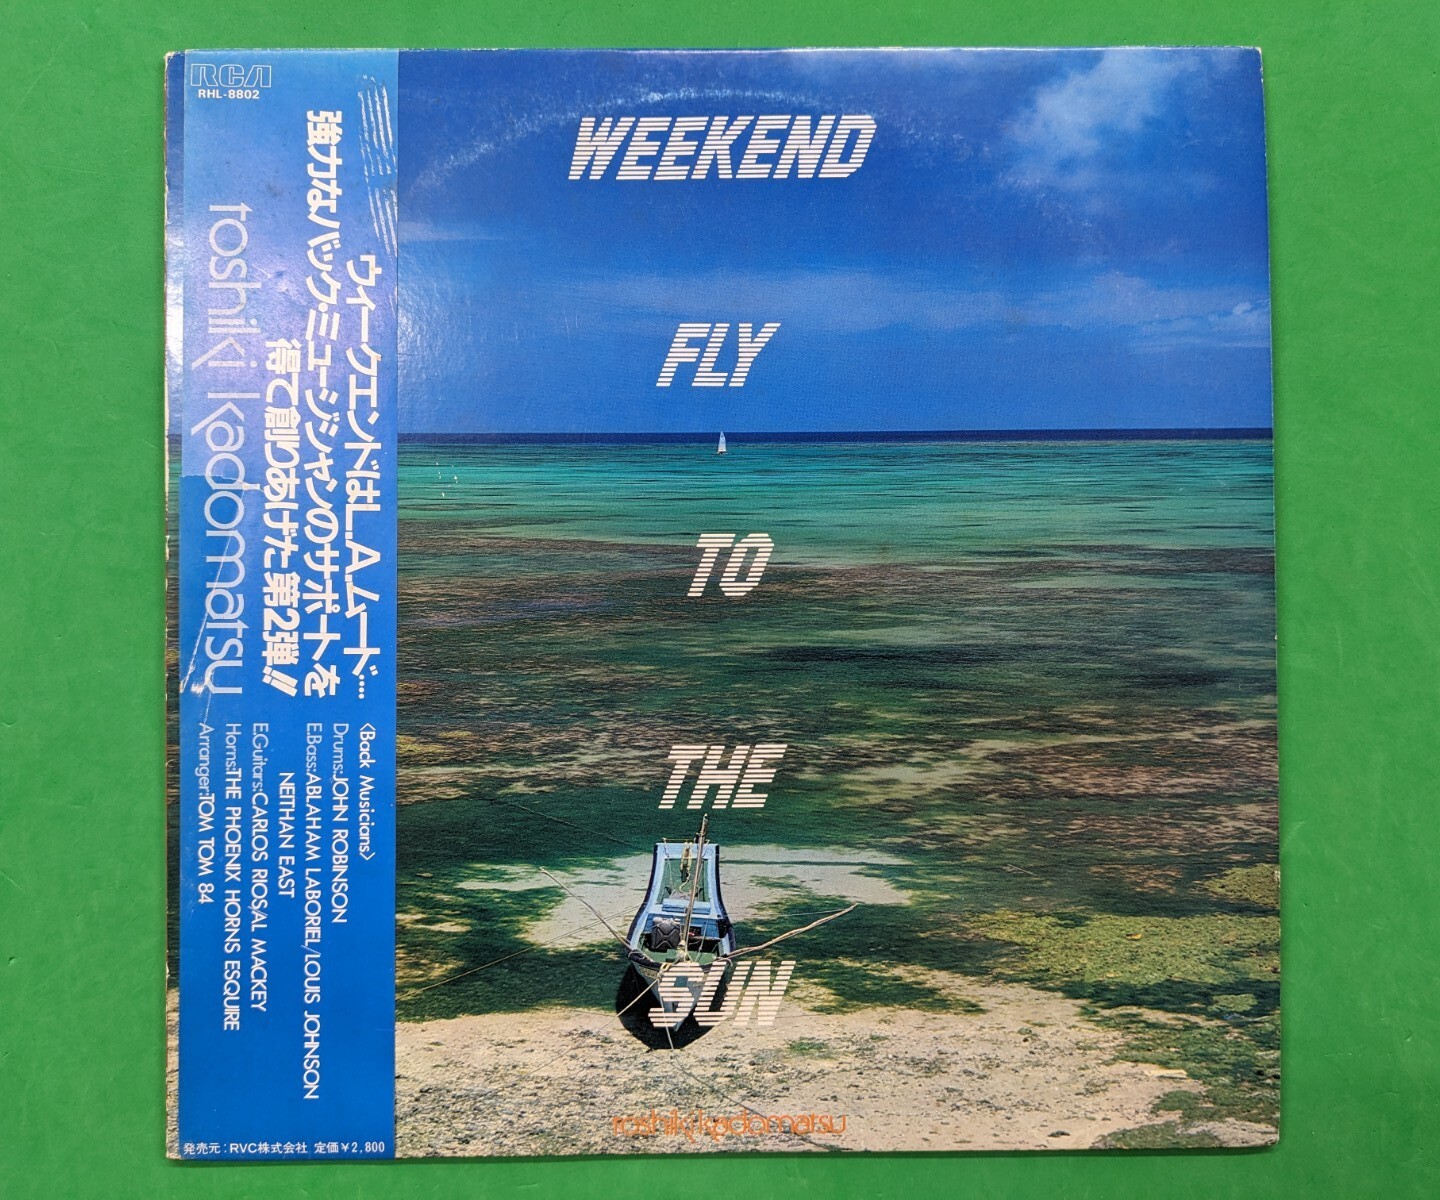 RCA
RHL-8802
ウィークエンドはL.A.ムード....
強力なバック・ミュージシャンのサポートを
得て創りあげた第2弾!!
toshiki kadomatsu
〈Back Musicians〉
Drums:JOHN ROBINSON
E.Bass:ABLAHAM LABORIEL/LOUIS JOHNSON
NEITHAN EAST
E.Guitars:CARLOS RIOS,AL MACKEY
Horns:THE PHOENIX HORNS ESQUIRE
Arranger:TOM TOM 84
発売元:RVC株式会社 定価¥2,800
WEEKEND
FLY
TO
THE
SUN
toshiki kadomatsu